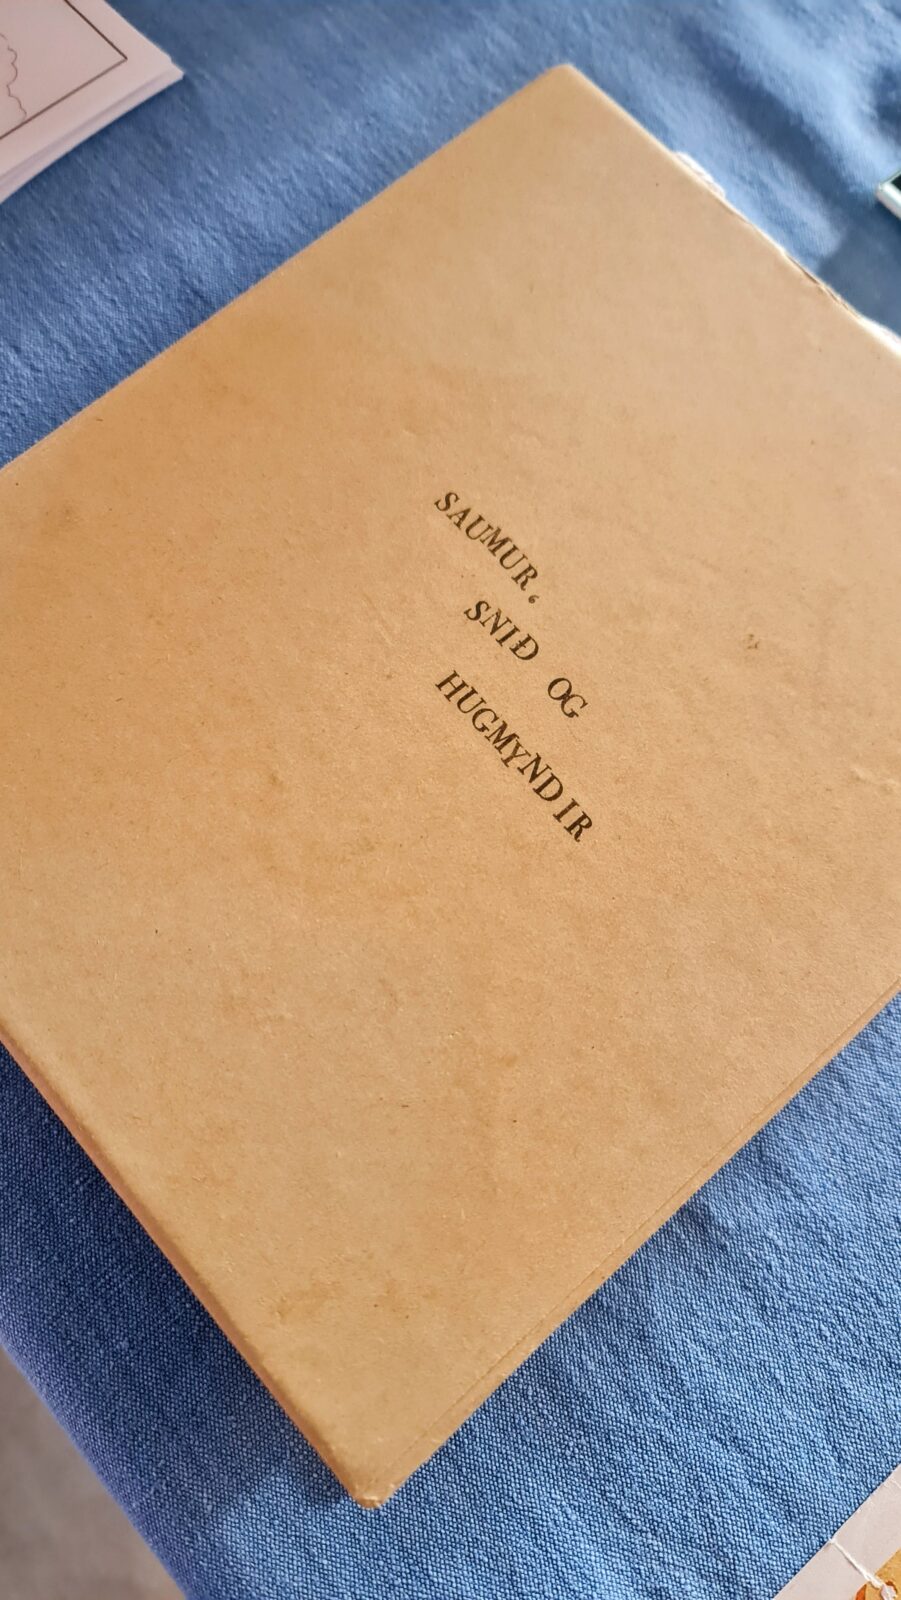 SAUMUR,
SNIÐ OG
HUGMYNDIR